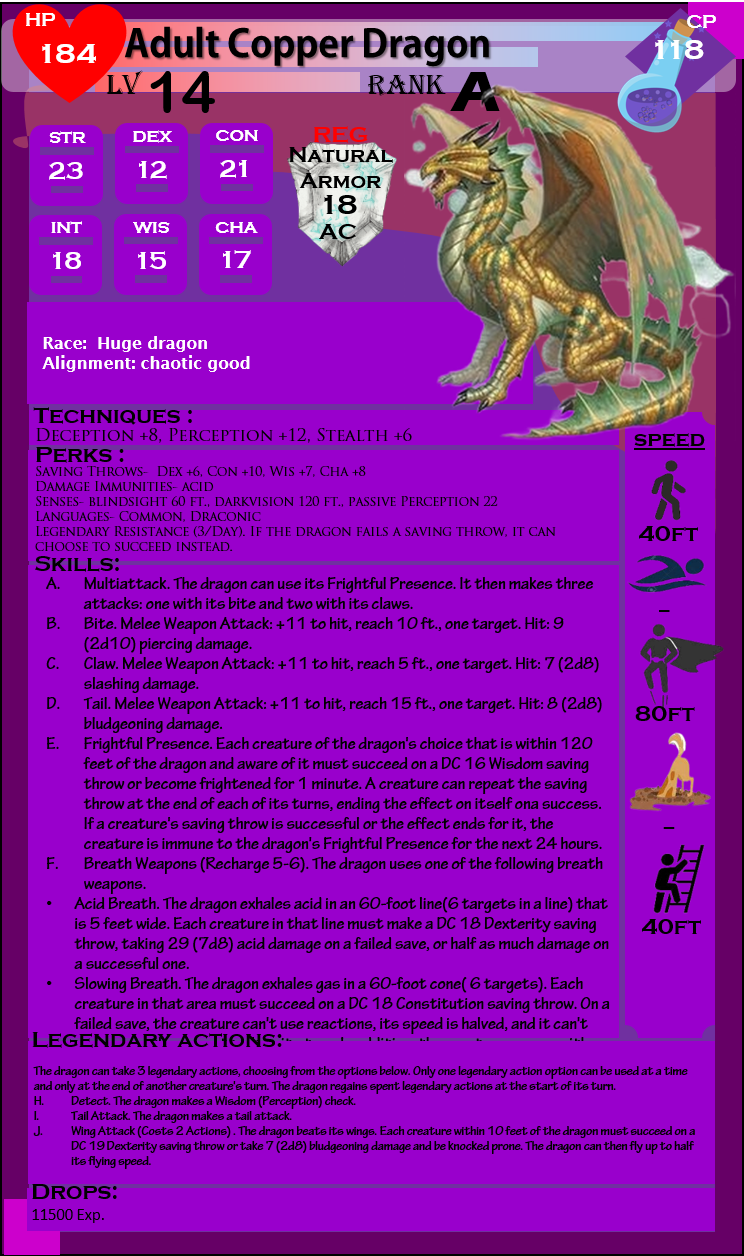 HP
184
Adult Copper Dragon
CP
118
LV 14
RANK A
STR
23
DEX
12
CON
21
INT
18
WIS
15
CHA
17
REG
Natural
Armor
18
AC
Race:  Huge dragon
Alignment: chaotic good
Techniques :
Deception +8, Perception +12, Stealth +6
Perks :
Saving Throws-  Dex +6, Con +10, Wis +7, Cha +8
Damage Immunities- acid
Senses- blindsight 60 ft., darkvision 120 ft., passive Perception 22
Languages- Common, Draconic
Legendary Resistance (3/Day). If the dragon fails a saving throw, it can
choose to succeed instead.
Skills:
A. Multiattack. The dragon can use its Frightful Presence. It then makes three
attacks: one with its bite and two with its claws.
B. Bite. Melee Weapon Attack: +11 to hit, reach 10 ft., one target. Hit: 9
(2d10) piercing damage.
C. Claw. Melee Weapon Attack: +11 to hit, reach 5 ft., one target. Hit: 7 (2d8)
slashing damage.
D. Tail. Melee Weapon Attack: +11 to hit, reach 15 ft., one target. Hit: 8 (2d8)
bludgeoning damage.
E. Frightful Presence. Each creature of the dragon's choice that is within 120
feet of the dragon and aware of it must succeed on a DC 16 Wisdom saving
throw or become frightened for 1 minute. A creature can repeat the saving
throw at the end of each of its turns, ending the effect on itself ona success.
If a creature's saving throw is successful or the effect ends for it, the
creature is immune to the dragon's Frightful Presence for the next 24 hours.
F. Breath Weapons (Recharge 5-6). The dragon uses one of the following breath
weapons.
• Acid Breath. The dragon exhales acid in an 60-foot line(6 targets in a line) that
is 5 feet wide. Each creature in that line must make a DC 18 Dexterity saving
throw, taking 29 (7d8) acid damage on a failed save, or half as much damage on
a successful one.
• Slowing Breath. The dragon exhales gas in a 60-foot cone( 6 targets). Each
creature in that area must succeed on a DC 18 Constitution saving throw. On a
failed save, the creature can't use reactions, its speed is halved, and it can't
SPEED
40FT
–
80FT
–
40FT
Legendary actions:
The dragon can take 3 legendary actions, choosing from the options below. Only one legendary action option can be used at a time
and only at the end of another creature's turn. The dragon regains spent legendary actions at the start of its turn.
H. Detect. The dragon makes a Wisdom (Perception) check.
I. Tail Attack. The dragon makes a tail attack.
J. Wing Attack (Costs 2 Actions) . The dragon beats its wings. Each creature within 10 feet of the dragon must succeed on a
DC 19 Dexterity saving throw or take 7 (2d8) bludgeoning damage and be knocked prone. The dragon can then fly up to half
its flying speed.
Drops:
11500 Exp.